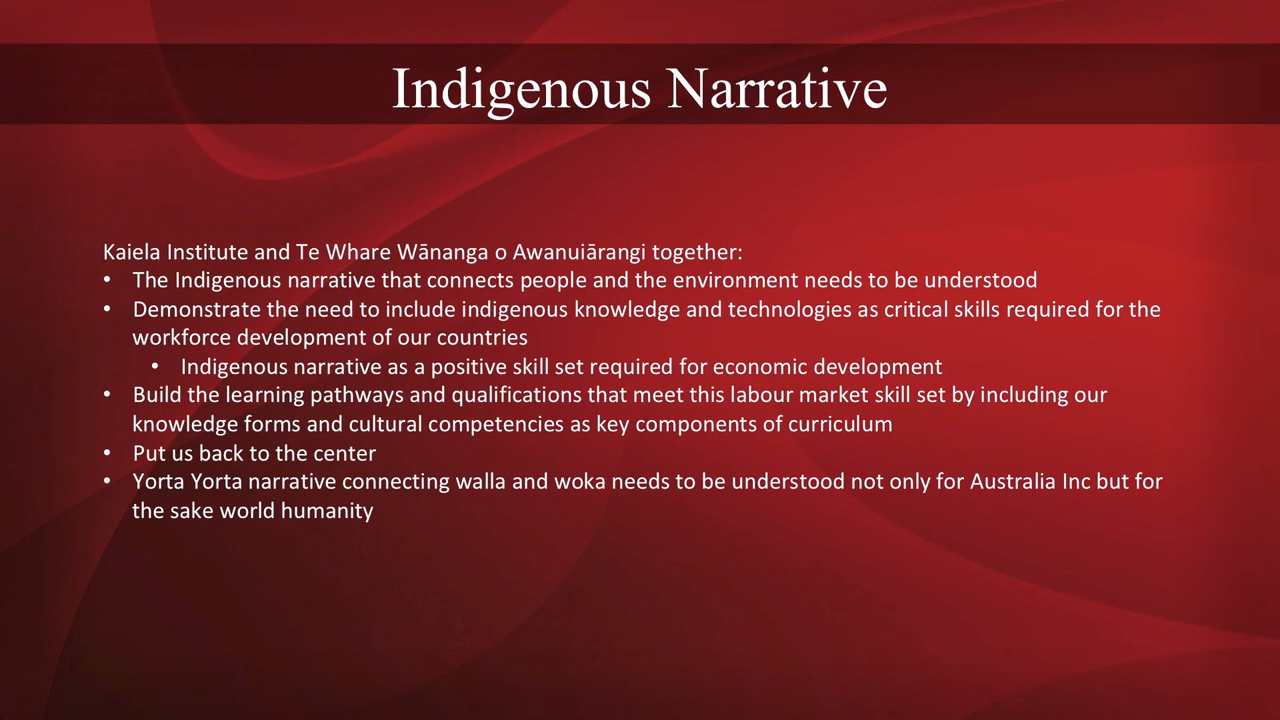 Indigenous Narrative
Kaiela Institute and Te Whare Wānanga o Awanuiārangi together:
• The Indigenous narrative that connects people and the environment needs to be understood
• Demonstrate the need to include indigenous knowledge and technologies as critical skills required for the
workforce development of our countries
• Indigenous narrative as a positive skill set required for economic development
• Build the learning pathways and qualifications that meet this labour market skill set by including our
knowledge forms and cultural competencies as key components of curriculum
• Put us back to the center
• Yorta Yorta narrative connecting walla and woka needs to be understood not only for Australia Inc but for
the sake world humanity